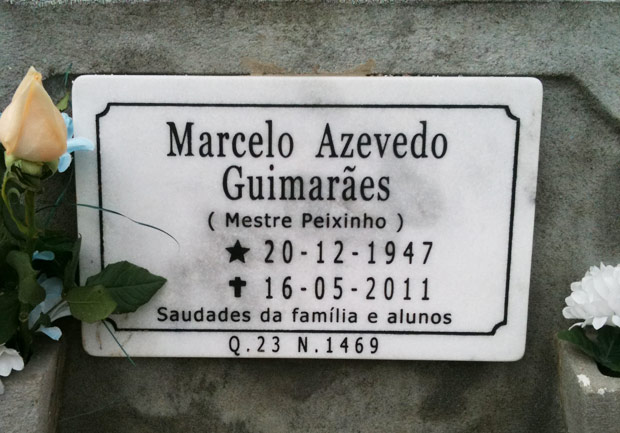 Marcelo Azevedo
Guimarães
( Mestre Peixinho )
★ 20-12-1947
✝ 16-05-2011
Saudades da família e alunos
Q.23 N.1469